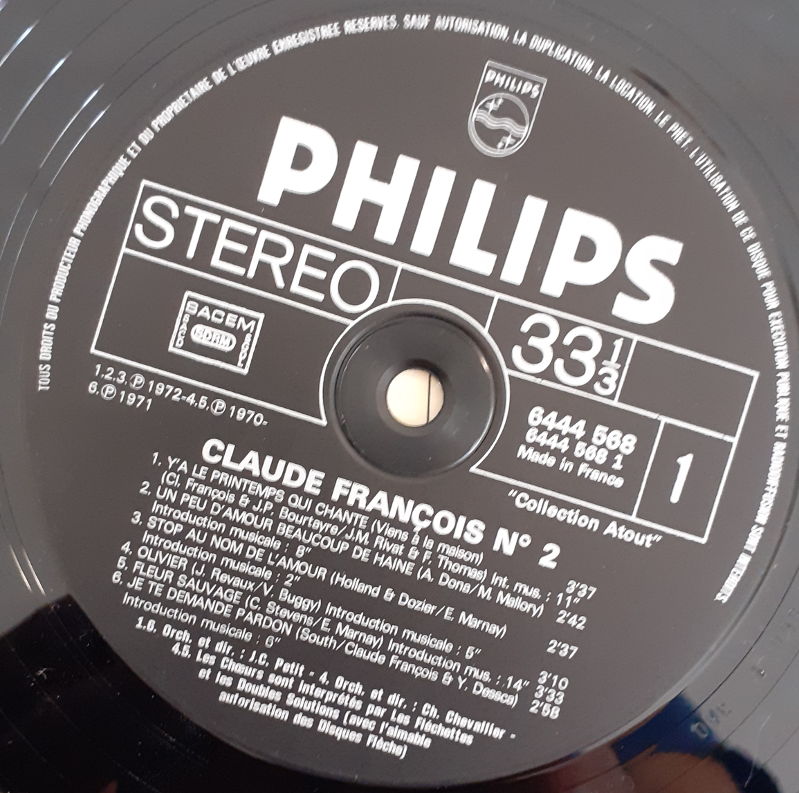 TOUS DROITS DU PRODUCTEUR PHONOGRAPHIQUE ET DU PROPRIETAIRE DE L'ŒUVRE ENREGISTREE RESERVES. SAUF AUTORISATION, LA DUPLICATION, LA LOCATION, LE PRET, L'UTILISATION DE CE DISQUE POUR EXECUTION PUBLIQUE ET RADIODIFFUSION SONT INTERDITS
PHILIPS
PHILIPS
STEREO
33 1/3
SACEM
SACD
SDRM
SGDL
1.2.3. Ⓟ 1972-4.5. Ⓟ 1970-
6. Ⓟ 1971
6444 568
6444 568 1
Made in France
1
"Collection Atout"
CLAUDE FRANÇOIS N° 2
1. Y'A LE PRINTEMPS QUI CHANTE (Viens à la maison)
(Cl. François & J.P. Bourtayre/J.M. Rivat & F. Thomas) Int. mus. : 11" 3'37
2. UN PEU D'AMOUR BEAUCOUP DE HAINE (A. Dona/M. Mallory)
Introduction musicale : 8" 2'42
3. STOP AU NOM DE L'AMOUR (Holland & Dozier/E. Marnay)
Introduction musicale : 2" 2'37
4. OLIVIER (J. Revaux/V. Buggy) Introduction musicale : 5" 3'10
5. FLEUR SAUVAGE (C. Stevens/E. Marnay) Introduction mus. : 14" 3'33
6. JE TE DEMANDE PARDON (South/Claude François & Y. Dessca) 2'58
Introduction musicale : 6"
1.6. Orch. et dir. : J.C. Petit - 4. Orch. et dir. : Ch. Chevallier -
4.5. Les Chœurs sont interprétés par Les Fléchettes
et les Doubles Solutions (avec l'aimable
autorisation des Disques Flèche)